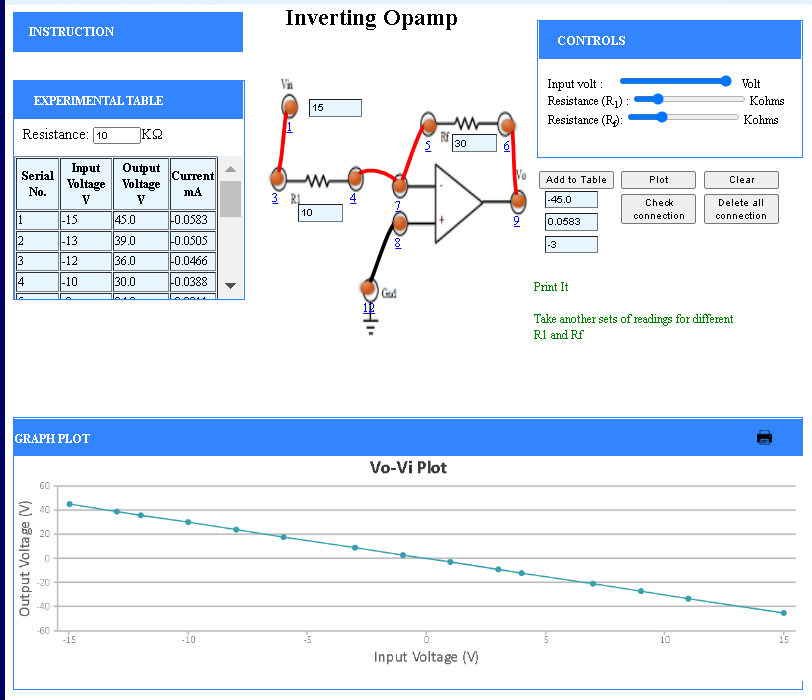 Inverting Opamp
INSTRUCTION
EXPERIMENTAL TABLE
Resistance: 10 KΩ
Serial No. Input Voltage V Output Voltage V Current mA
1 -15 45.0 -0.0583
2 -13 39.0 -0.0505
3 -12 36.0 -0.0466
4 -10 30.0 -0.0388
Vin
15
1
3
R1
10
4
5
Rf
30
6
7
8
-
+
Vo
9
Gnd
12
CONTROLS
Input volt : Volt
Resistance (R1) : Kohms
Resistance (Rf): Kohms
Add to Table
Plot
Clear
-45.0
0.0583
-3
Check connection
Delete all connection
Print It
Take another sets of readings for different
R1 and Rf
GRAPH PLOT
Vo-Vi Plot
Output Voltage (V)
60
40
20
0
-20
-40
-60
-15 -10 -5 0 5 10 15
Input Voltage (V)